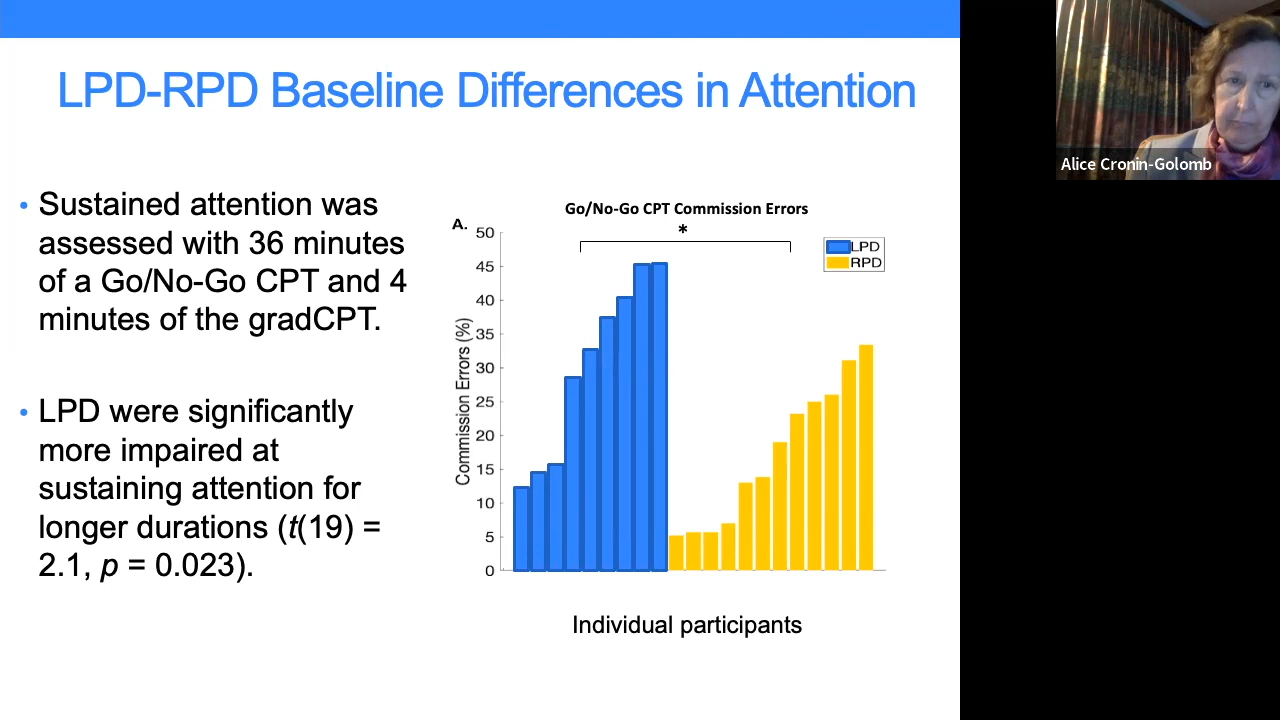 LPD-RPD Baseline Differences in Attention
Alice Cronin-Golomb
• Sustained attention was
assessed with 36 minutes
of a Go/No-Go CPT and 4
minutes of the gradCPT.
• LPD were significantly
more impaired at
sustaining attention for
longer durations (t(19) =
2.1, p = 0.023).
Go/No-Go CPT Commission Errors
A.
*
LPD
RPD
Commission Errors (%)
50
45
40
35
30
25
20
15
10
5
0
Individual participants